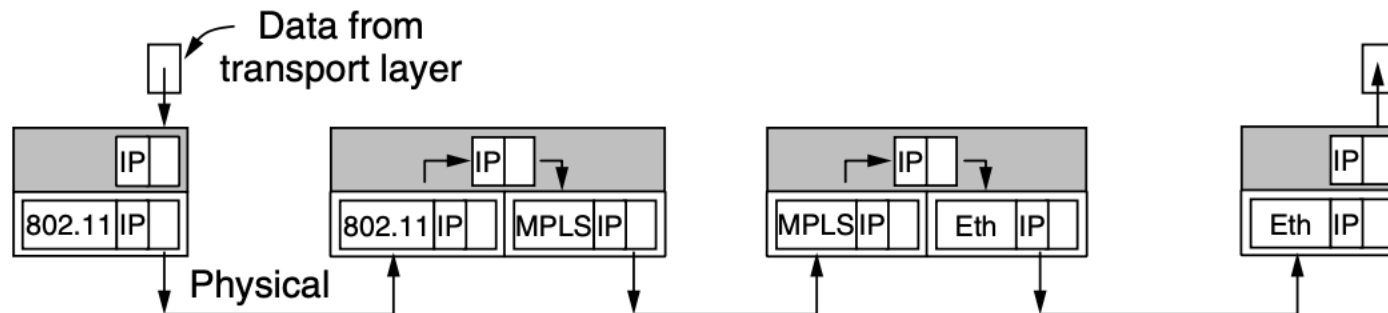 Data from
transport layer
IP
IP
IP
IP
802.11 IP
802.11 IP
MPLS IP
MPLS IP
Eth IP
Eth IP
Physical